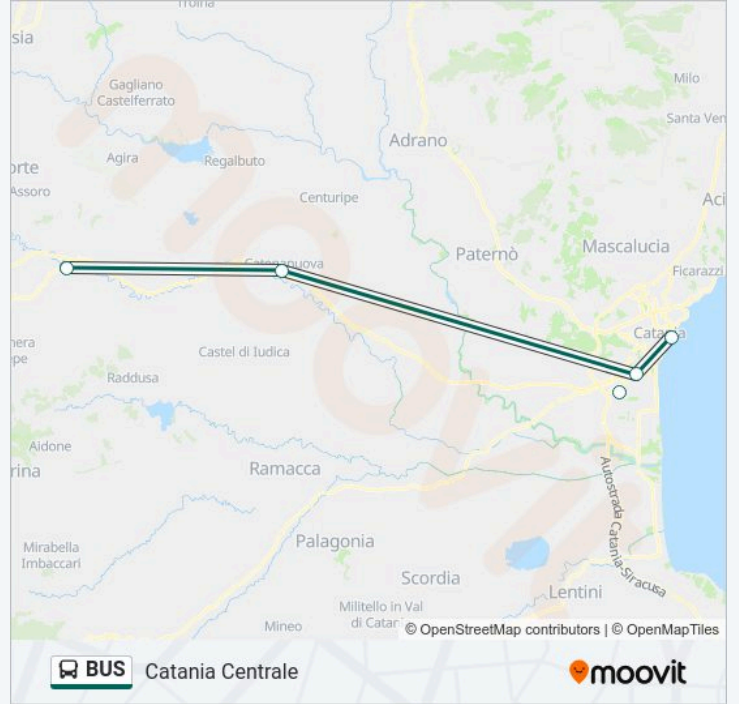 Troina
sia
Gagliano
Castelferrato
Milo
Santa Ven
Adrano
Agira
Regalbuto
orte
Assoro
Centuripe
Aci
Mascalucia
Paternò
Catenanuova
Ficarazzi
Catania
nera
pe
Castel di Iudica
Raddusa
Aidone
rina
Ramacca
Autostrada Catania-Siracusa
Palagonia
Mirabella
Imbaccari
Scordia
Lentini
Militello in Val
di Catan
Mineo
© OpenStreetMap contributors | © OpenMapTiles
moovit
BUS Catania Centrale
moovit